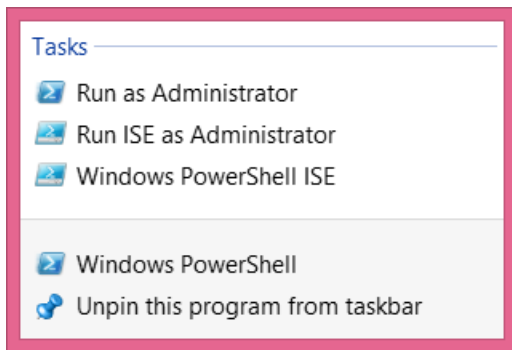 Tasks
Run as Administrator
Run ISE as Administrator
Windows PowerShell ISE
Windows PowerShell
Unpin this program from taskbar